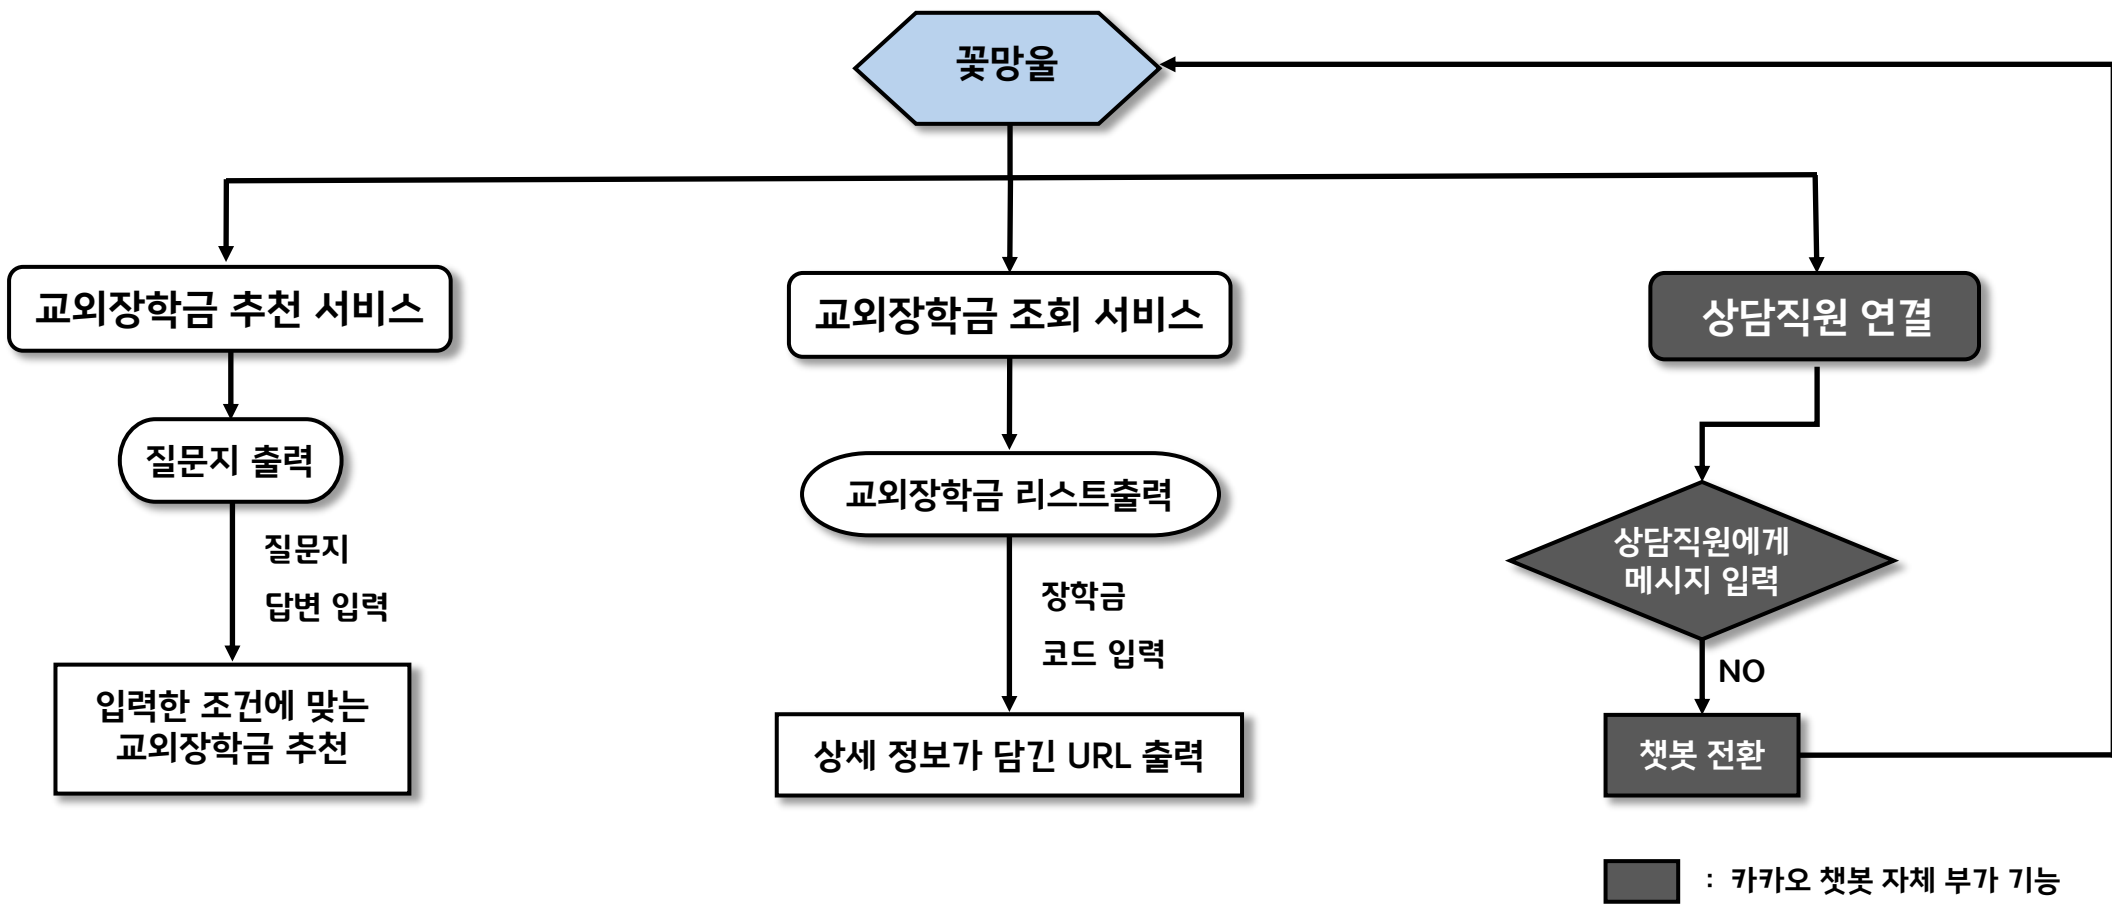 꽃망울
교외장학금 추천 서비스
교외장학금 조회 서비스
상담직원 연결
질문지 출력
교외장학금 리스트출력
질문지
답변 입력
장학금
코드 입력
상담직원에게
메시지 입력
NO
입력한 조건에 맞는
교외장학금 추천
상세 정보가 담긴 URL 출력
챗봇 전환
: 카카오 챗봇 자체 부가 기능